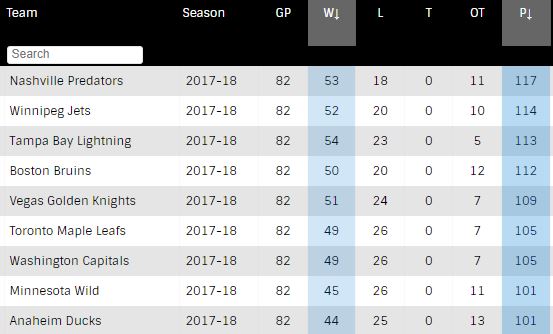 Team Season GP W↓ L T OT P↓
Search
Nashville Predators 2017-18 82 53 18 0 11 117
Winnipeg Jets 2017-18 82 52 20 0 10 114
Tampa Bay Lightning 2017-18 82 54 23 0 5 113
Boston Bruins 2017-18 82 50 20 0 12 112
Vegas Golden Knights 2017-18 82 51 24 0 7 109
Toronto Maple Leafs 2017-18 82 49 26 0 7 105
Washington Capitals 2017-18 82 49 26 0 7 105
Minnesota Wild 2017-18 82 45 26 0 11 101
Anaheim Ducks 2017-18 82 44 25 0 13 101